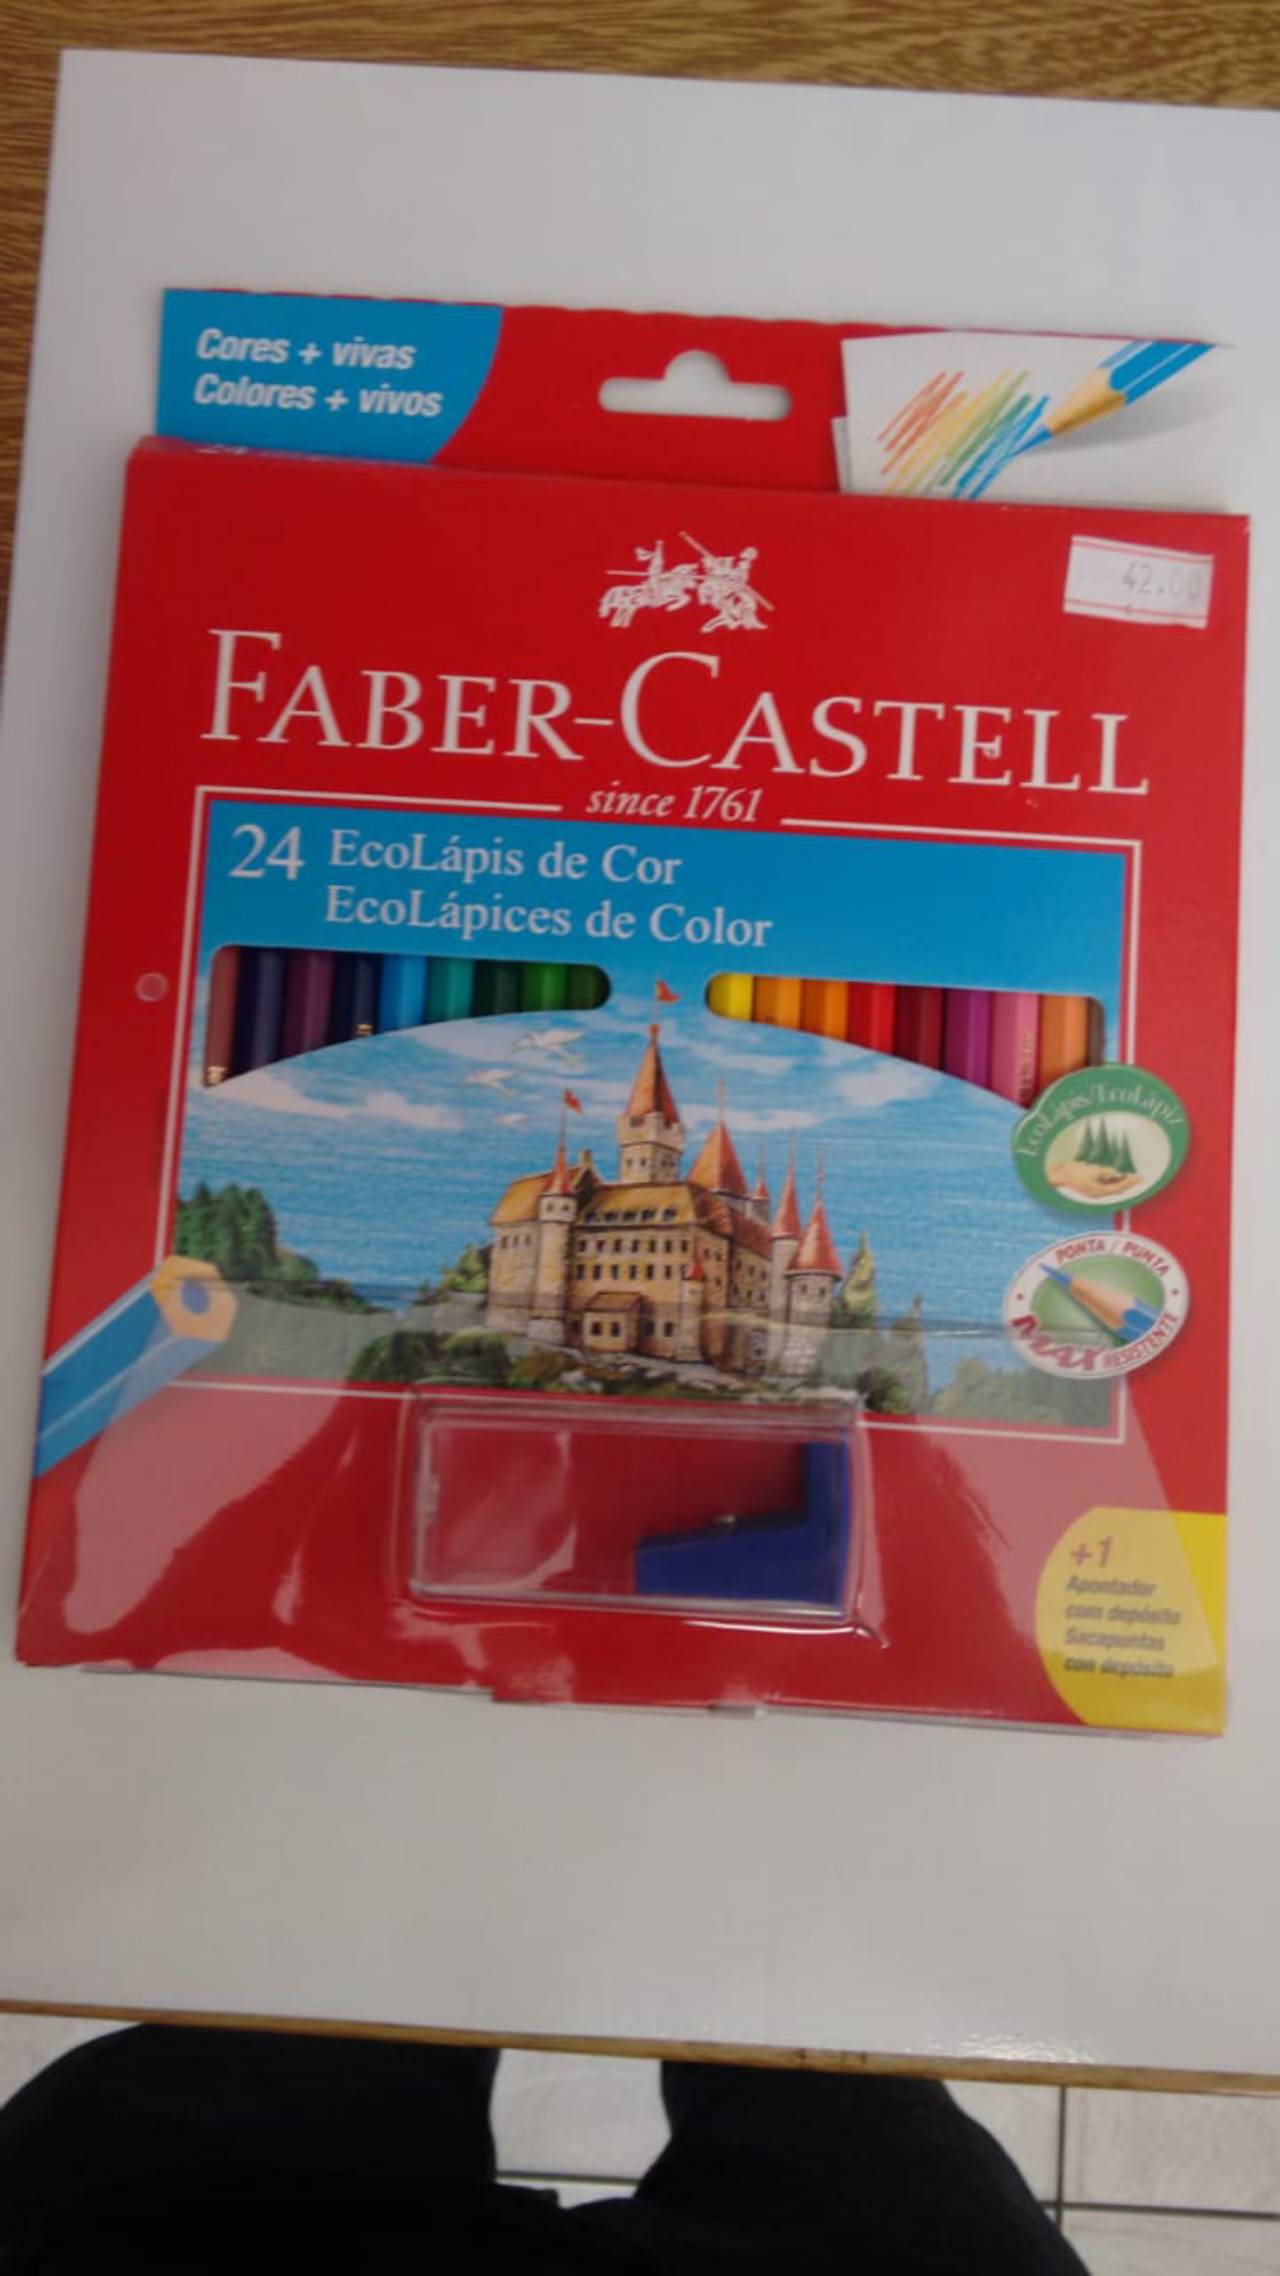 Cores + vivas
Colores + vivos
42.00
FABER-CASTELL
since 1761
24 EcoLápis de Cor
EcoLápices de Color
EcoLápis/EcoLápiz
PONTA / PUNTA
MAX
RESISTENTE
+1
Apontador
com depósito
Sacapuntas
con depósito